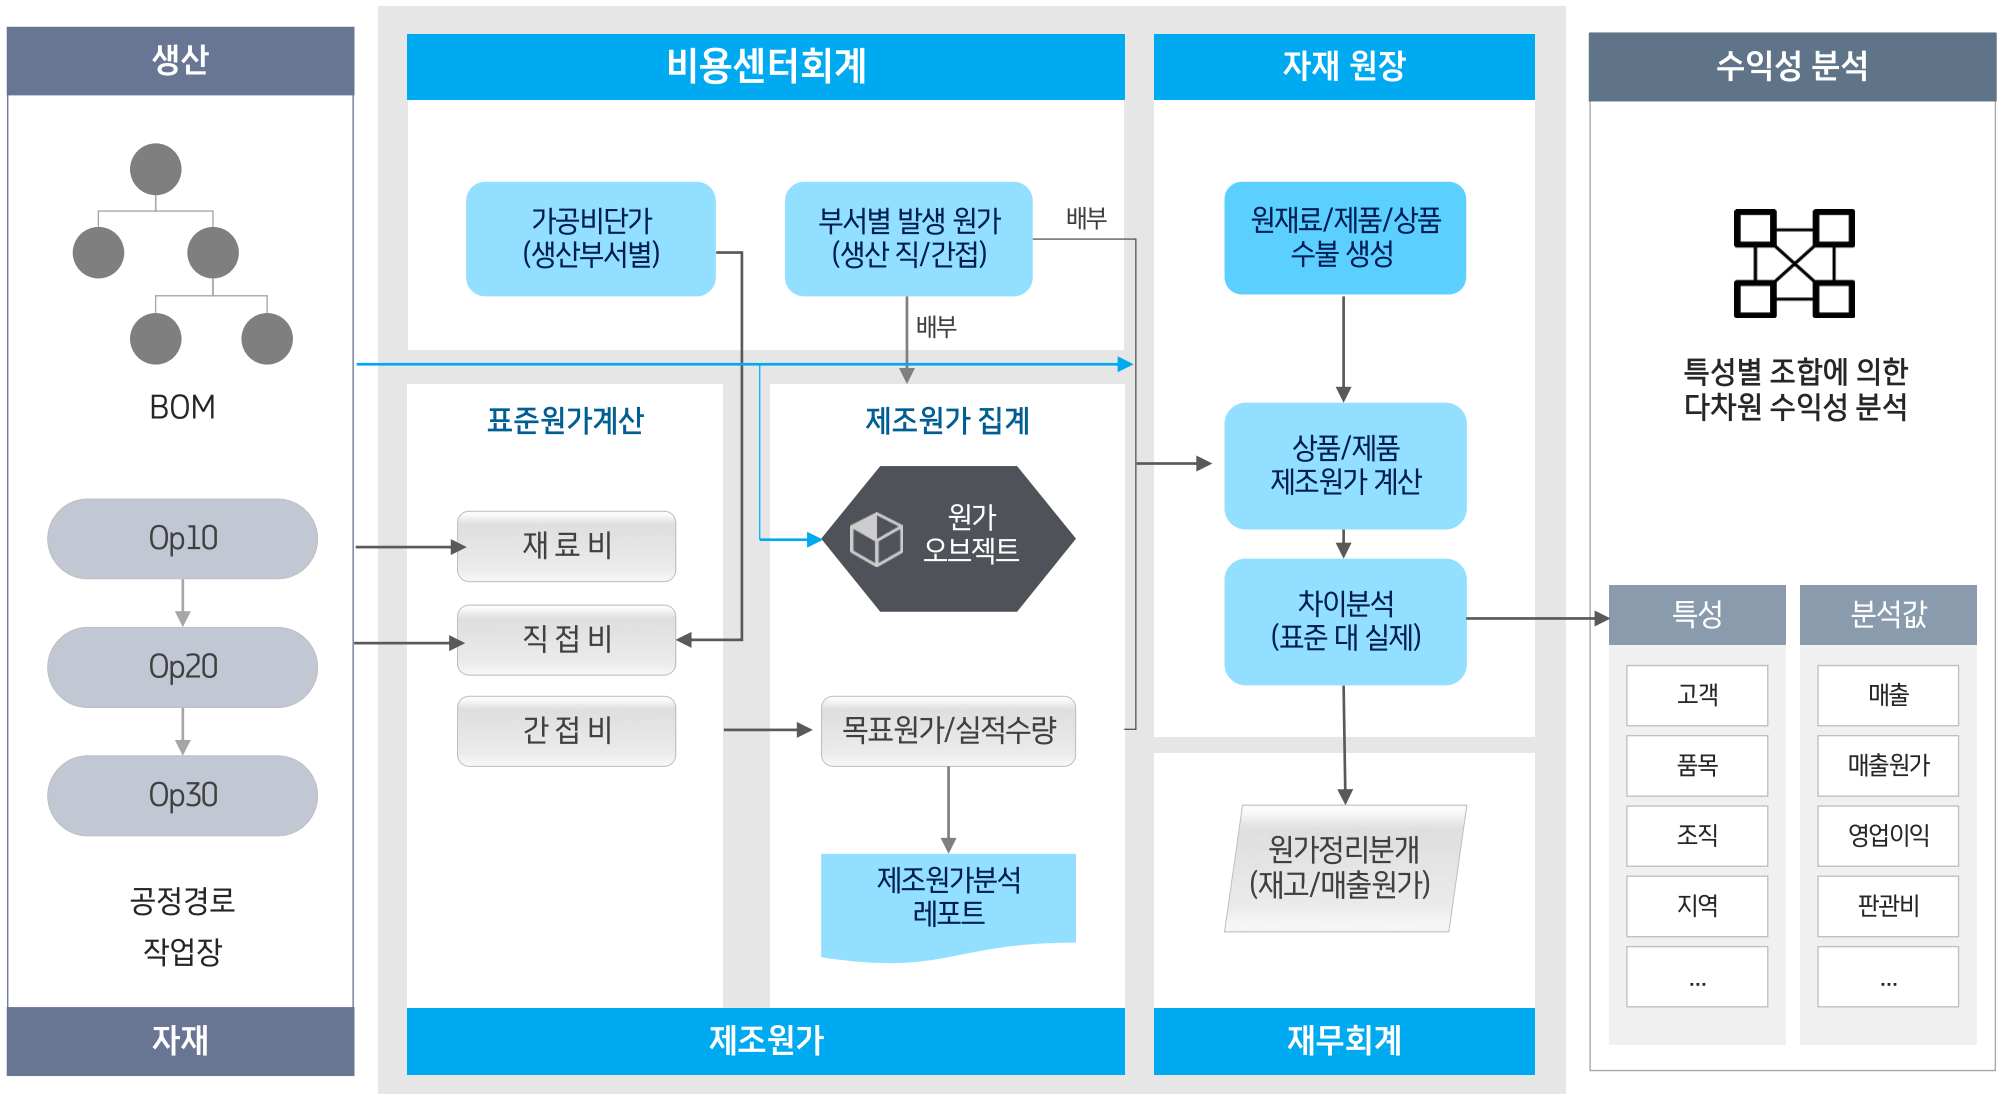 생산
BOM
Op10
Op20
Op30
공정경로
작업장
자재
비용센터회계
가공비단가
(생산부서별)
부서별 발생 원가
(생산 직/간접)
배부
배부
표준원가계산
재 료 비
직 접 비
간 접 비
제조원가 집계
원가
오브젝트
목표원가/실적수량
제조원가분석
레포트
제조원가
자재 원장
원재료/제품/상품
수불 생성
상품/제품
제조원가 계산
차이분석
(표준 대 실제)
원가정리분개
(재고/매출원가)
재무회계
수익성 분석
특성별 조합에 의한
다차원 수익성 분석
특성
고객
품목
조직
지역
...
분석값
매출
매출원가
영업이익
판관비
...